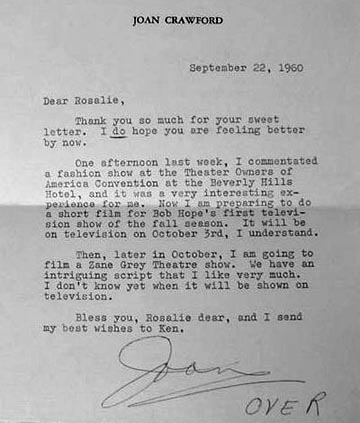 JOAN CRAWFORD
September 22, 1960
Dear Rosalie,
Thank you so much for your sweet
letter. I do hope you are feeling better
by now.
One afternoon last week, I commentated
a fashion show at the Theater Owners of
America Convention at the Beverly Hills
Hotel, and it was a very interesting ex-
perience for me. Now I am preparing to do
a short film for Bob Hope's first televi-
sion show of the fall season. It will be
on television on October 3rd, I understand.
Then, later in October, I am going to
film a Zane Grey Theatre show. We have an
intriguing script that I like very much.
I don't know yet when it will be shown on
television.
Bless you, Rosalie dear, and I send
my best wishes to Ken.
Joan
OVER